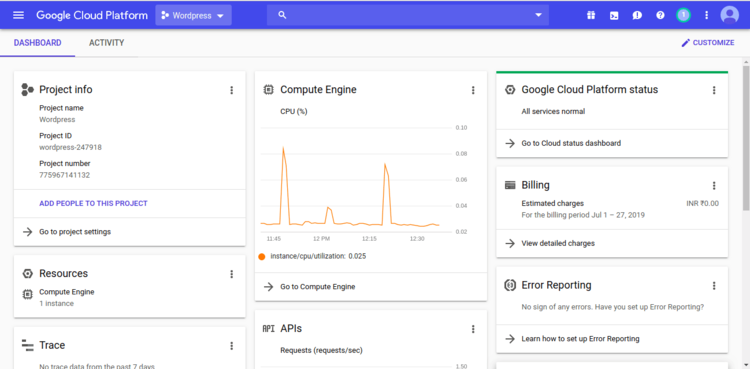 Google Cloud Platform
Wordpress
1
DASHBOARD
ACTIVITY
CUSTOMIZE
Project info
Project name
Wordpress
Project ID
wordpress-247918
Project number
775967141132
ADD PEOPLE TO THIS PROJECT
Go to project settings
Resources
Compute Engine
1 instance
Trace
No trace data from the past 7 days
Compute Engine
CPU (%)
0.10
0.08
0.06
0.04
0.02
11:45
12 PM
12:15
12:30
instance/cpu/utilization: 0.025
Go to Compute Engine
API APIs
Requests (requests/sec)
1.50
Google Cloud Platform status
All services normal
Go to Cloud status dashboard
Billing
Estimated charges
INR ₹0.00
For the billing period Jul 1 – 27, 2019
View detailed charges
Error Reporting
No sign of any errors. Have you set up Error Reporting?
Learn how to set up Error Reporting